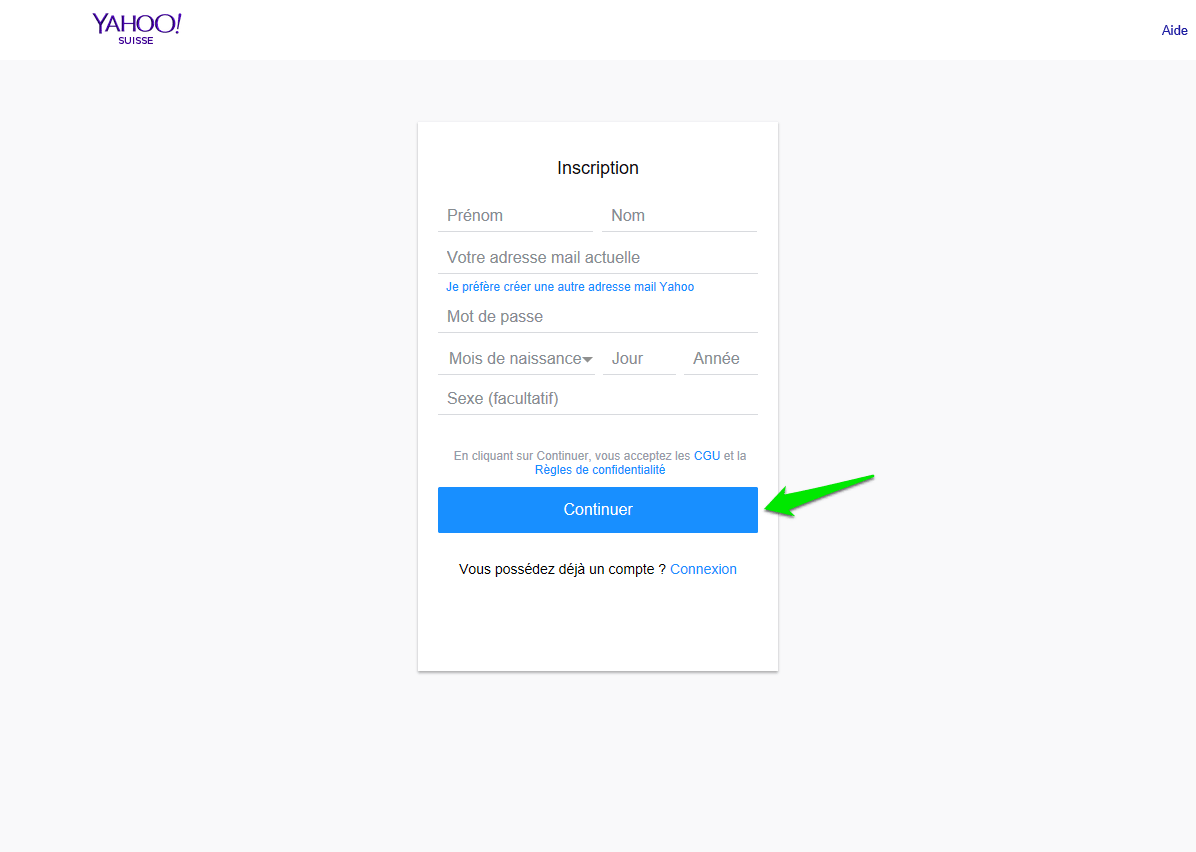 YAHOO!
SUISSE
Aide
Inscription
Prénom Nom
Votre adresse mail actuelle
Je préfère créer une autre adresse mail Yahoo
Mot de passe
Mois de naissance Jour Année
Sexe (facultatif)
En cliquant sur Continuer, vous acceptez les CGU et la
Règles de confidentialité
Continuer
Vous possédez déjà un compte ? Connexion